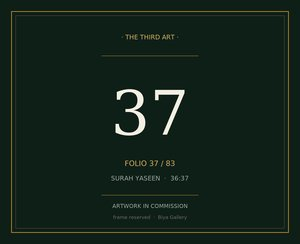 · THE THIRD ART ·
37
FOLIO 37 / 83
SURAH YASEEN · 36:37
ARTWORK IN COMMISSION
frame reserved · Biya Gallery